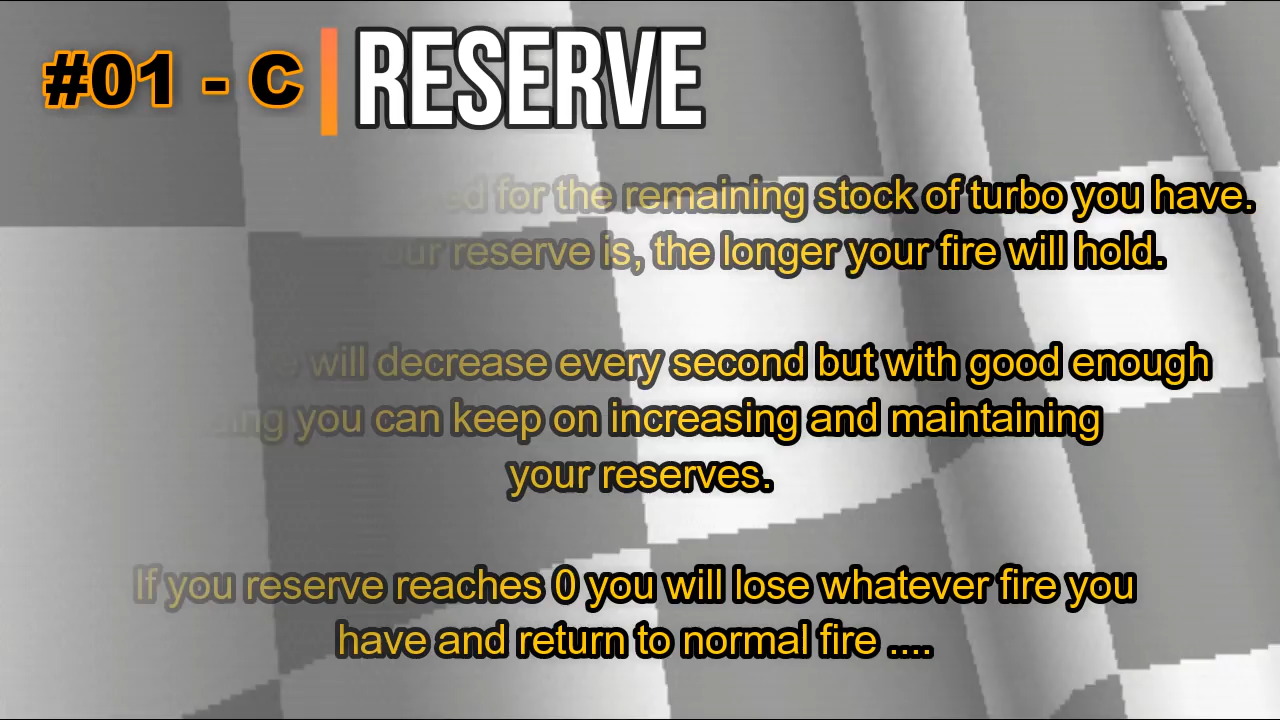 #01 - C RESERVE
for the remaining stock of turbo you have.
reserve is, the longer your fire will hold.
will decrease every second but with good enough
you can keep on increasing and maintaining
your reserves.
If you reserve reaches 0 you will lose whatever fire you
have and return to normal fire ....